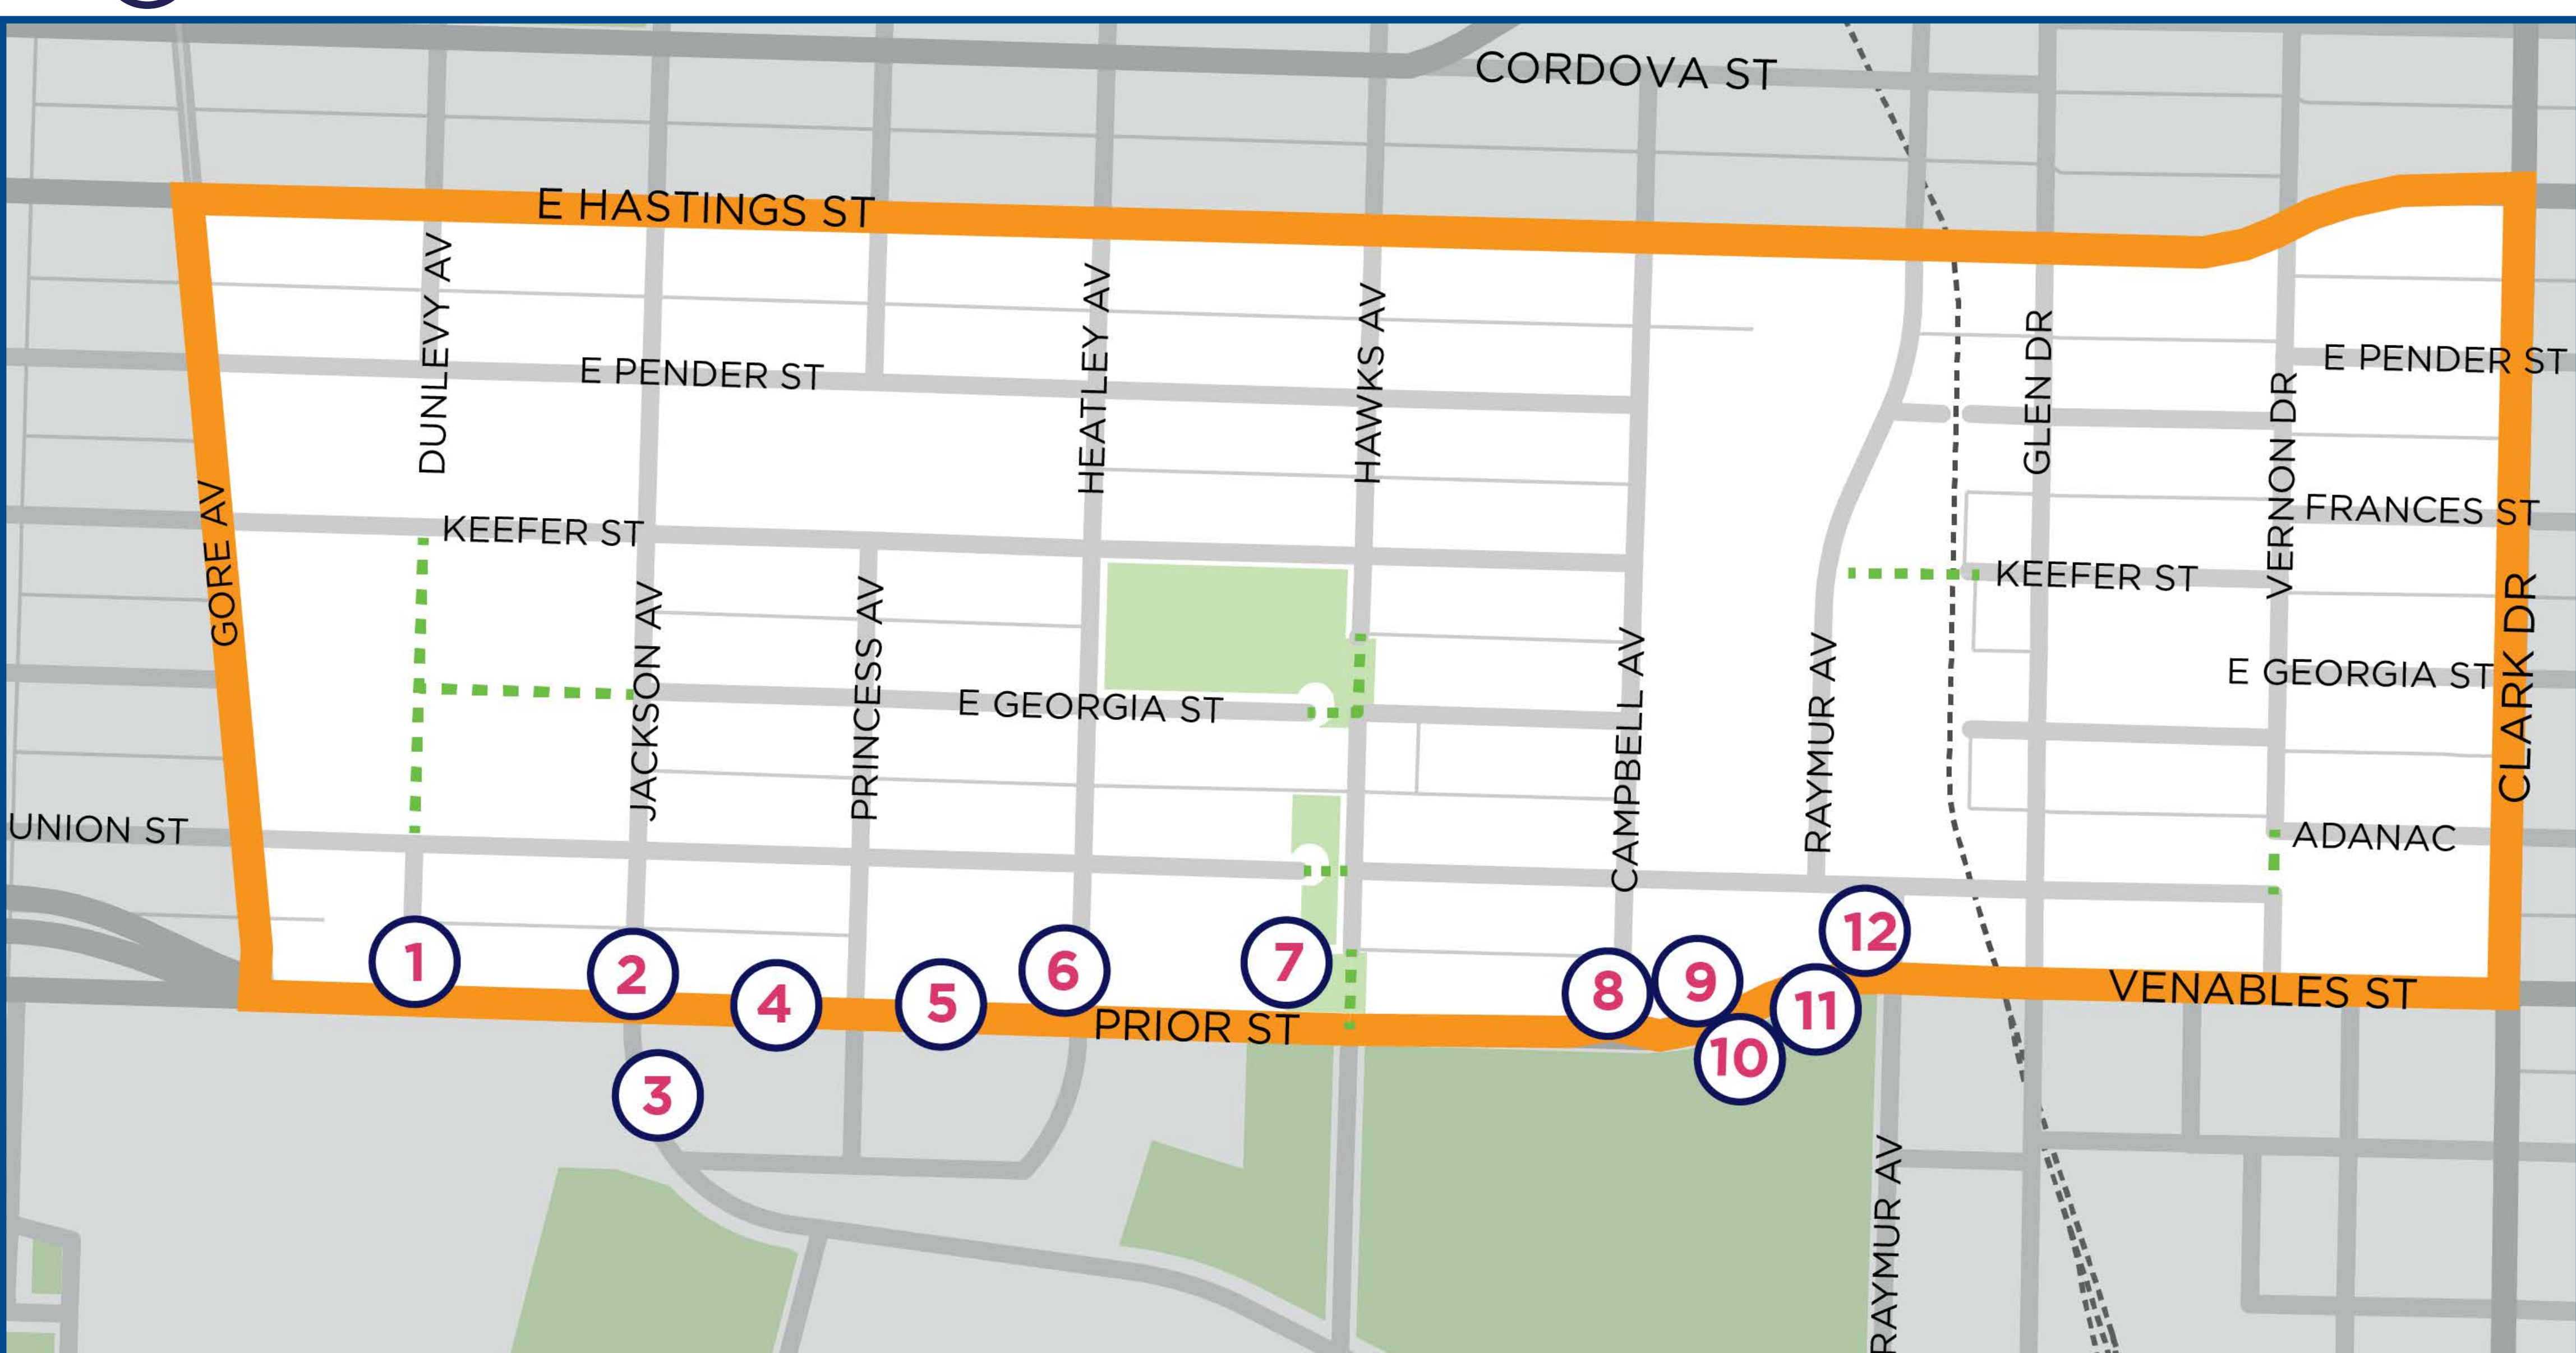 CORDOVA ST
E HASTINGS ST
DUNLEVY AV
HEATLEY AV
HAWKS AV
GLEN DR
E PENDER ST
E PENDER ST
VERNON DR
GORE AV
FRANCES ST
KEEFER ST
KEEFER ST
JACKSON AV
PRINCESS AV
CAMPBELL AV
RAYMUR AV
CLARK DR
E GEORGIA ST
E GEORGIA ST
UNION ST
ADANAC
1
2
3
4
5
6
7
8
9
10
11
12
PRIOR ST
VENABLES ST
RAYMUR AV